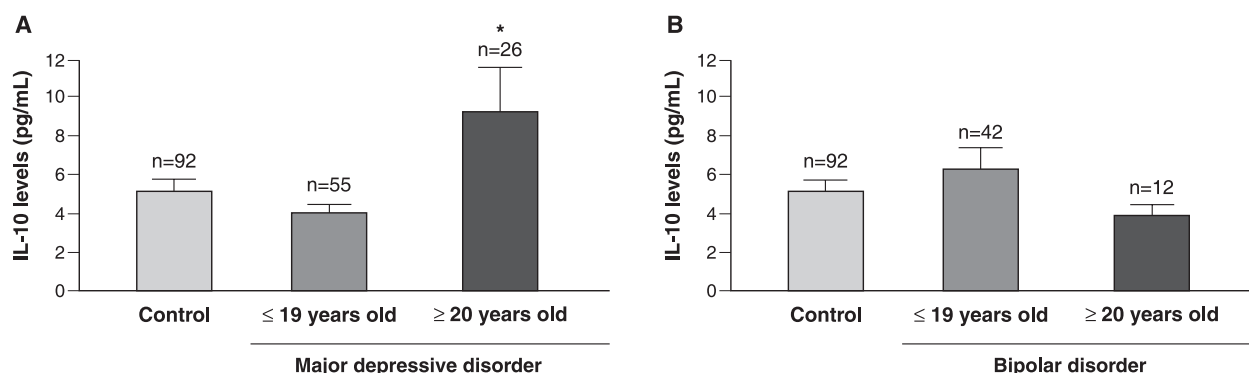 A
IL-10 levels (pg/mL)
12
10
8
6
4
2
0
n=92
n=55
*
n=26
Control
≤ 19 years old
≥ 20 years old
Major depressive disorder
B
IL-10 levels (pg/mL)
12
10
8
6
4
2
0
n=92
n=42
n=12
Control
≤ 19 years old
≥ 20 years old
Bipolar disorder